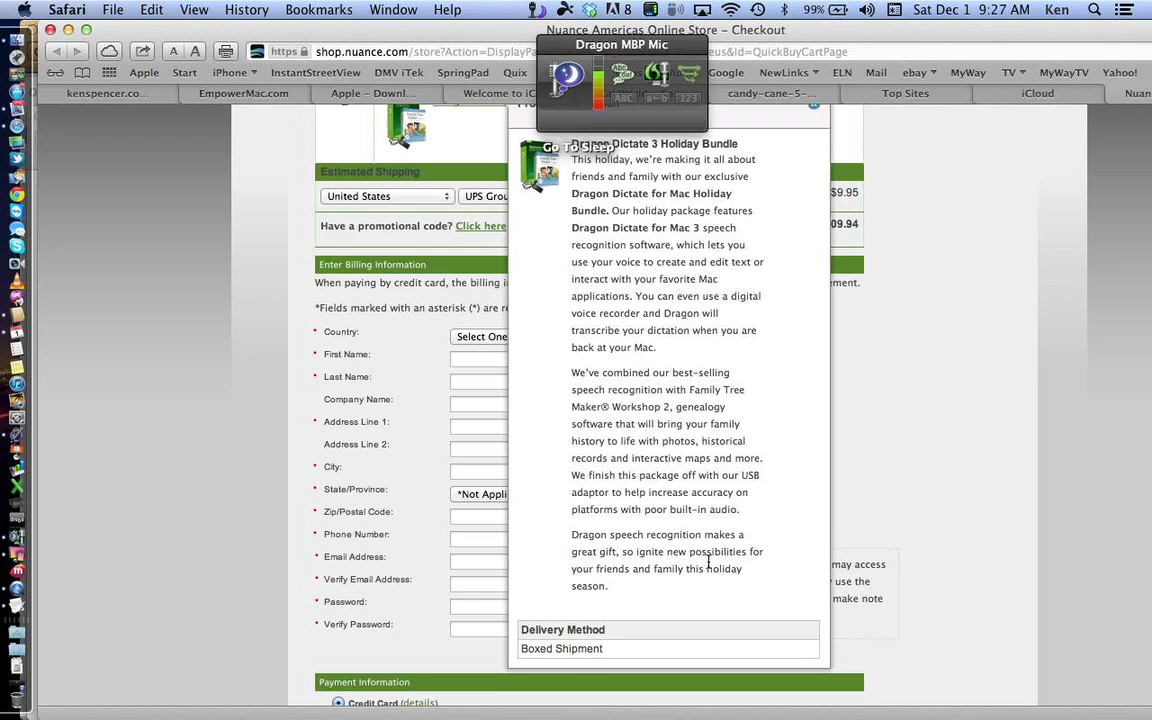 Safari File Edit View History Bookmarks Window Help 8 99% Sat Dec 1 9:27 AM Ken
Nuance Americas Online Store – Checkout
https shop.nuance.com/store?Action=DisplayPa eus&id=QuickBuyCartPage
Dragon MBP Mic
ABC a←b 123
Go To Sleep
Apple Start iPhone InstantStreetView DMV iTek SpringPad Quix NewLinks ELN Mail ebay MyWay TV MyWayTV Yahoo!
kenspencer.co... EmpowerMac.com Apple – Downl... Welcome to iC candy-cane-5-... Top Sites iCloud Nuan
Estimated Shipping
United States UPS Grou $9.95
Have a promotional code? Click here 09.94
Enter Billing Information
When paying by credit card, the billing i ement.
*Fields marked with an asterisk (*) are re
* Country: Select One
* First Name:
* Last Name:
Company Name:
* Address Line 1:
Address Line 2:
* City:
* State/Province: *Not Appli
* Zip/Postal Code:
* Phone Number:
* Email Address:
* Verify Email Address:
* Password:
* Verify Password:
Payment Information
Credit Card (details)
Dictate 3 Holiday Bundle
This holiday, we're making it all about
friends and family with our exclusive
Dragon Dictate for Mac Holiday
Bundle. Our holiday package features
Dragon Dictate for Mac 3 speech
recognition software, which lets you
use your voice to create and edit text or
interact with your favorite Mac
applications. You can even use a digital
voice recorder and Dragon will
transcribe your dictation when you are
back at your Mac.
We've combined our best-selling
speech recognition with Family Tree
Maker® Workshop 2, genealogy
software that will bring your family
history to life with photos, historical
records and interactive maps and more.
We finish this package off with our USB
adaptor to help increase accuracy on
platforms with poor built-in audio.
Dragon speech recognition makes a
great gift, so ignite new possibilities for
your friends and family this holiday
season.
Delivery Method
Boxed Shipment
may access
y use the
make note